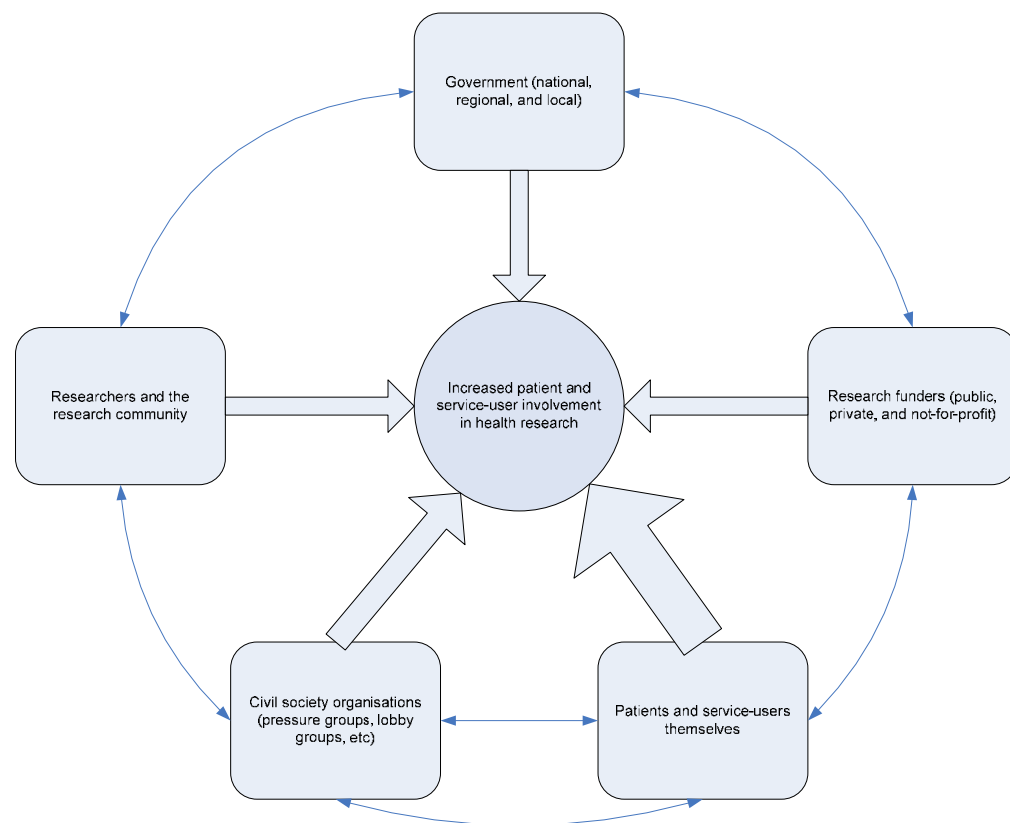 Government (national,
regional, and local)
Researchers and the
research community
Increased patient and
service-user involvement
in health research
Research funders (public,
private, and not-for-profit)
Civil society organisations
(pressure groups, lobby
groups, etc)
Patients and service-users
themselves